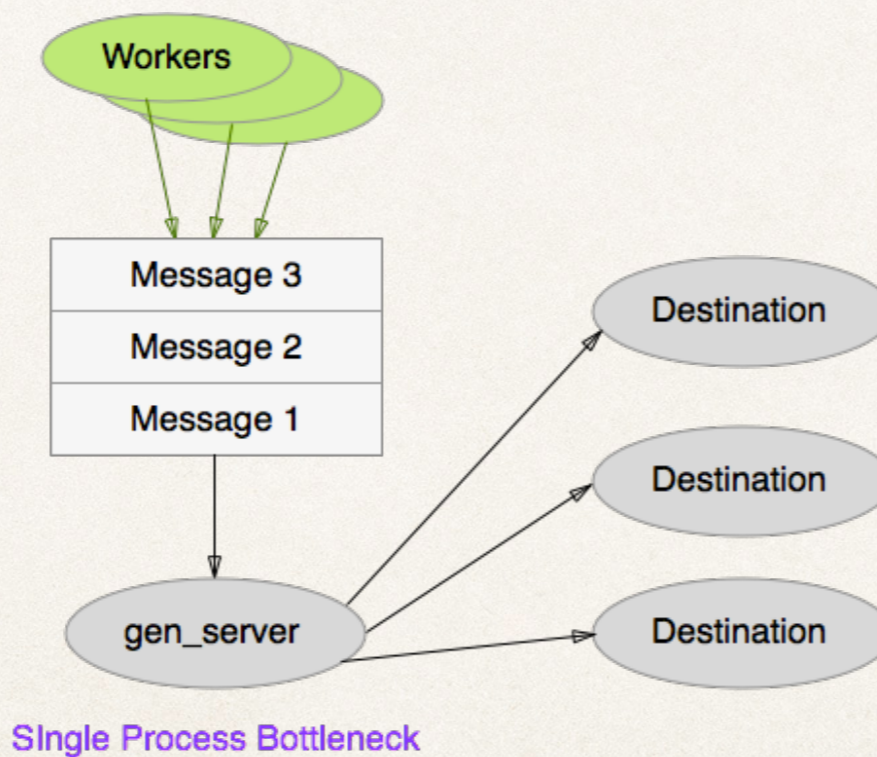 Workers
Message 3
Message 2
Message 1
gen_server
Destination
Destination
Destination
SIngle Process Bottleneck